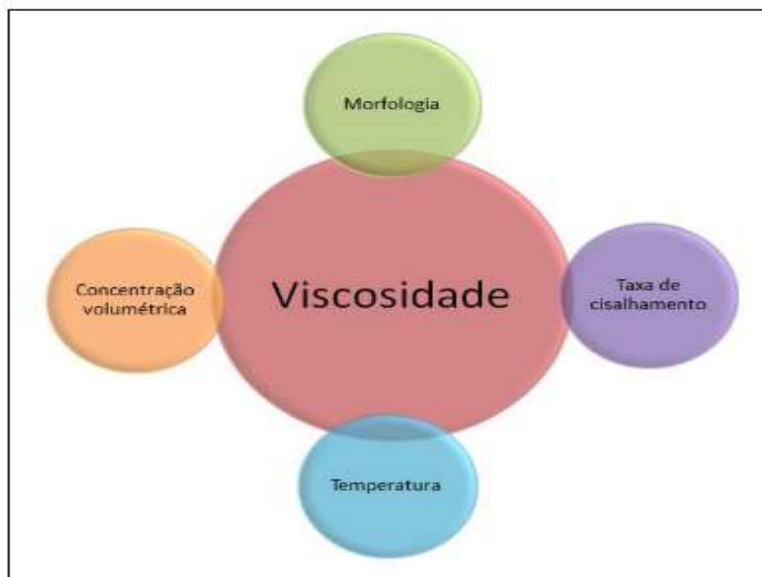 Morfologia
Concentração
volumétrica
Viscosidade
Taxa de
cisalhamento
Temperatura